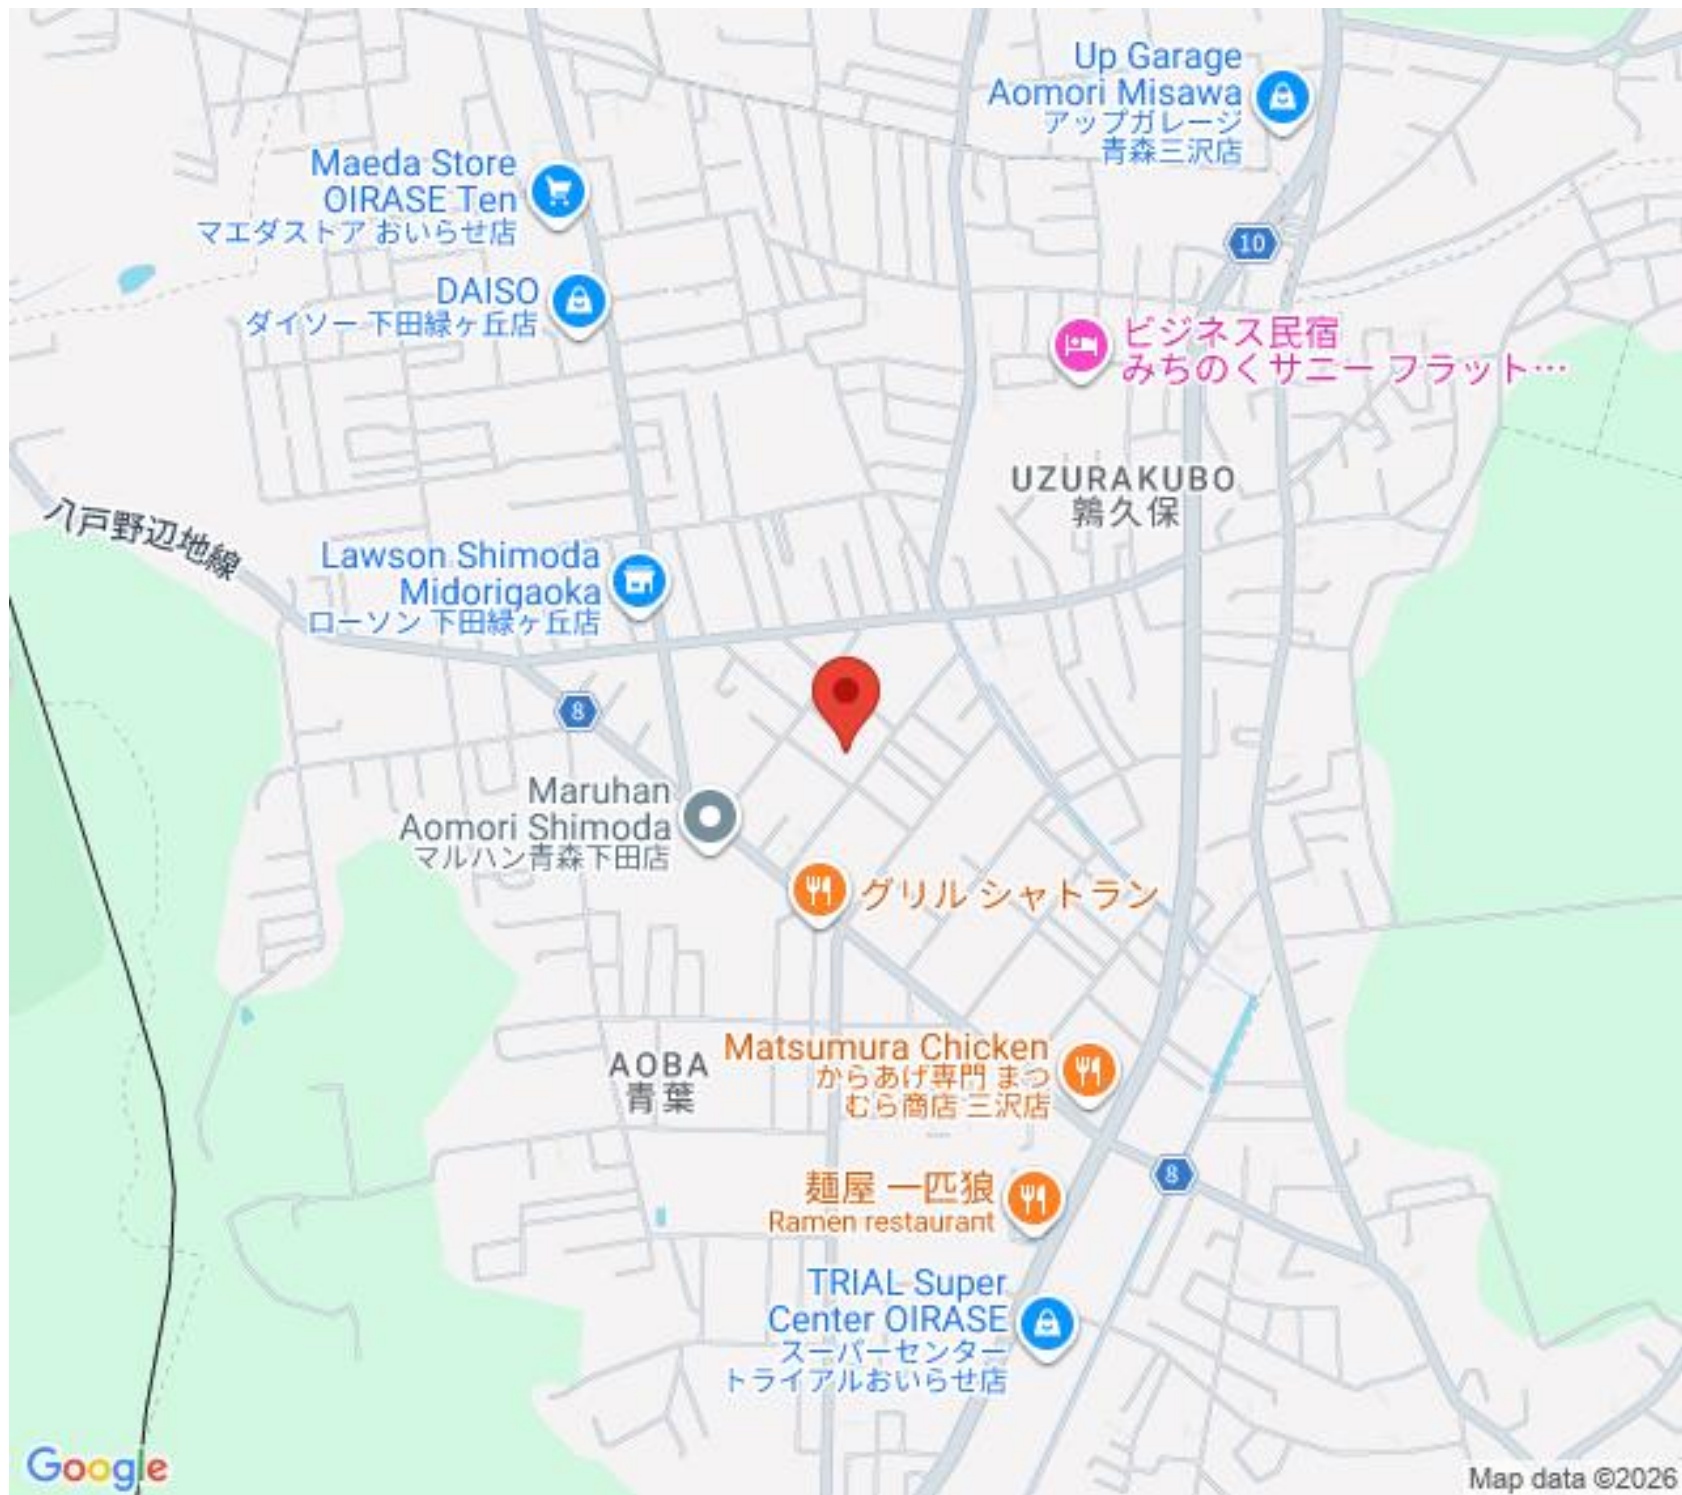 Up Garage
Aomori Misawa
アップガレージ
青森三沢店
Maeda Store
OIRASE Ten
マエダストア おいらせ店
10
DAISO
ダイソー 下田緑ヶ丘店
ビジネス民宿
みちのくサニー フラット…
UZURAKUBO
鶉久保
八戸野辺地線
Lawson Shimoda
Midorigaoka
ローソン 下田緑ヶ丘店
8
Maruhan
Aomori Shimoda
マルハン青森下田店
グリル シャトラン
Matsumura Chicken
からあげ専門 まつ
むら商店 三沢店
AOBA
青葉
8
麺屋 一匹狼
Ramen restaurant
TRIAL Super
Center OIRASE
スーパーセンター
トライアルおいらせ店
Google
Map data ©2026